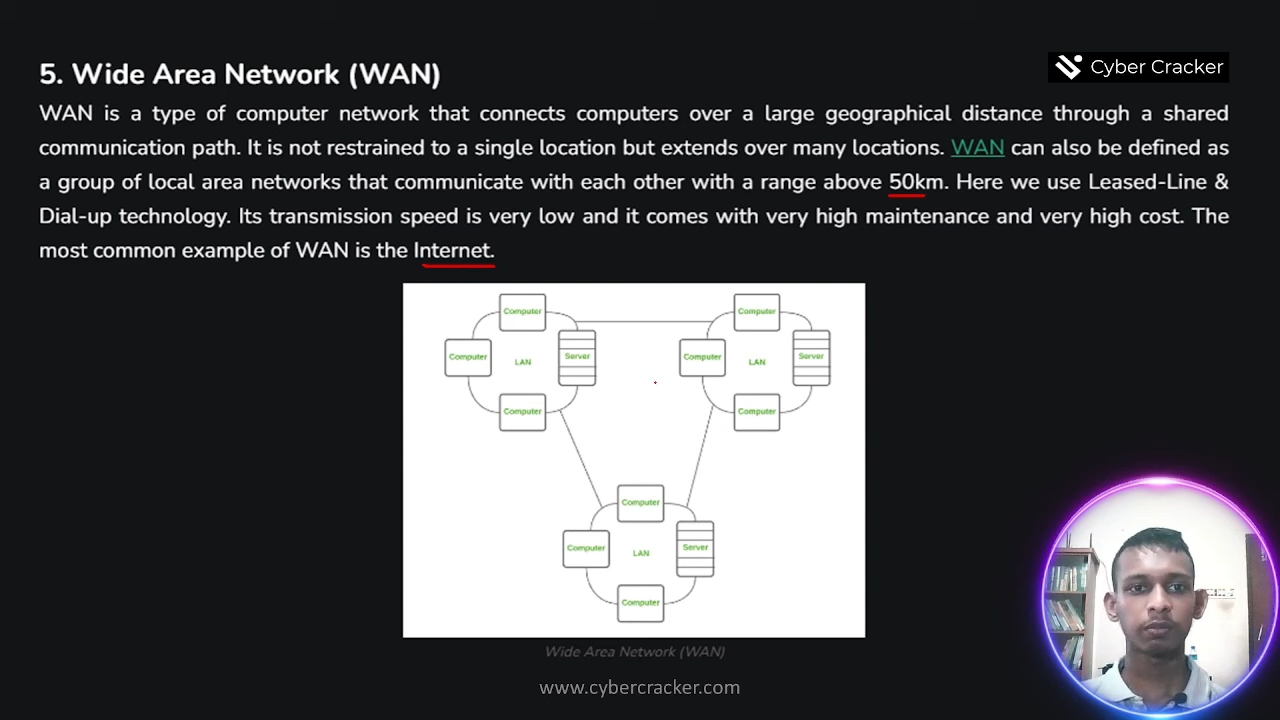 5. Wide Area Network (WAN)
Cyber Cracker
WAN is a type of computer network that connects computers over a large geographical distance through a shared
communication path. It is not restrained to a single location but extends over many locations. WAN can also be defined as
a group of local area networks that communicate with each other with a range above 50km. Here we use Leased-Line &
Dial-up technology. Its transmission speed is very low and it comes with very high maintenance and very high cost. The
most common example of WAN is the Internet.
Computer
Computer
LAN
Server
Computer
Computer
Computer
LAN
Server
Computer
Computer
Computer
LAN
Server
Computer
Wide Area Network (WAN)
www.cybercracker.com